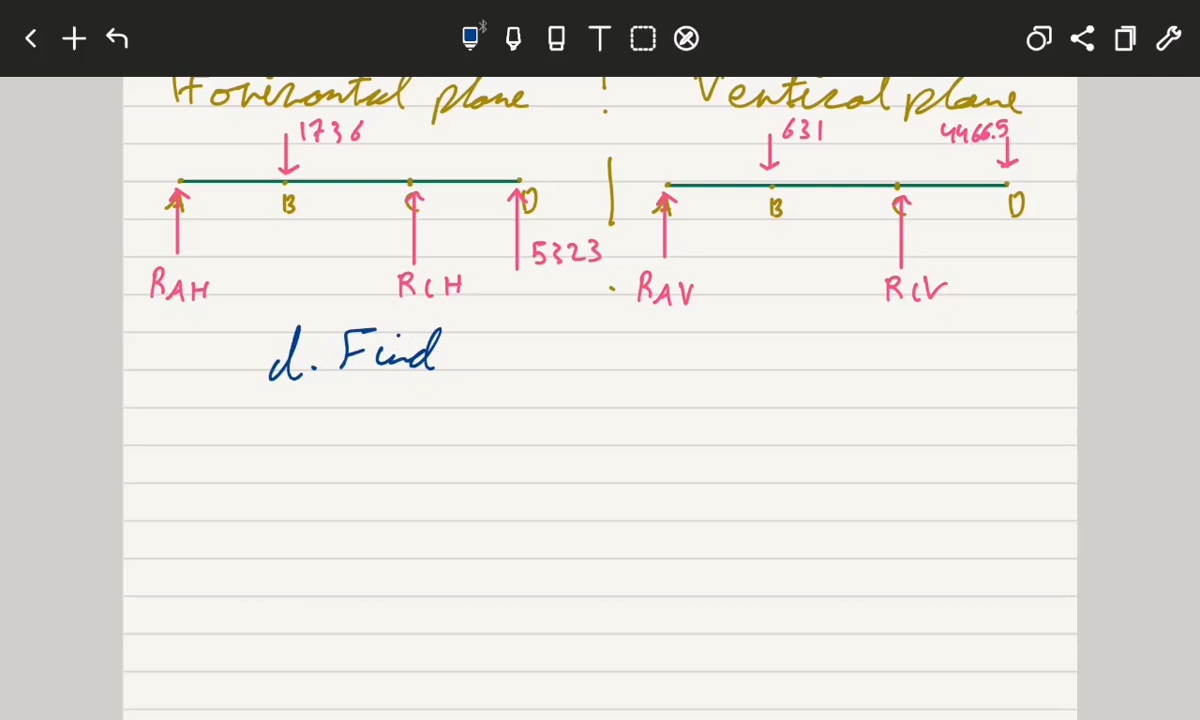 Horizontal plane Vertical plane
1736 631 4466.5
A B C D A B C D
5323
RAH RCH RAV RCV
d. Find